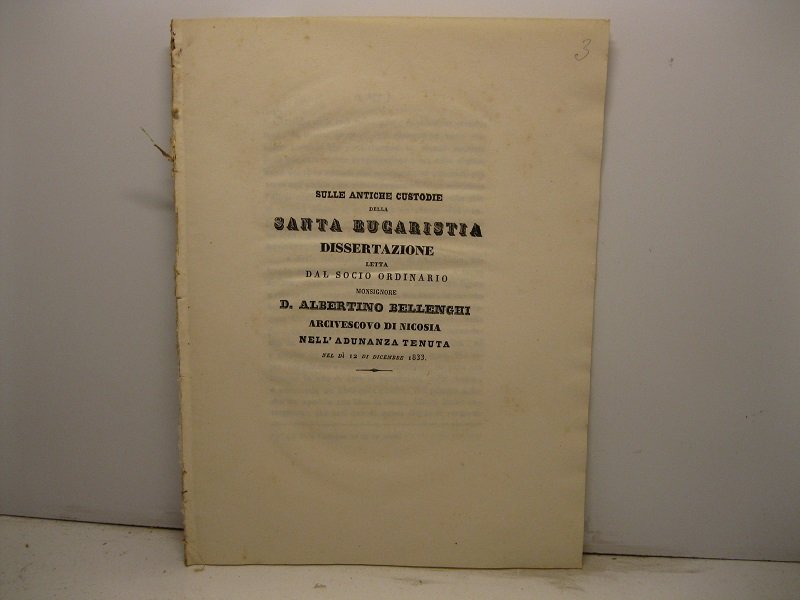 3
SULLE ANTICHE CUSTODIE
DELLA
SANTA EUCARISTIA
DISSERTAZIONE
LETTA
DAL SOCIO ORDINARIO
MONSIGNORE
D. ALBERTINO BELLENGHI
ARCIVESCOVO DI NICOSIA
NELL' ADUNANZA TENUTA
NEL DÌ 12 DI DICEMBRE 1833.